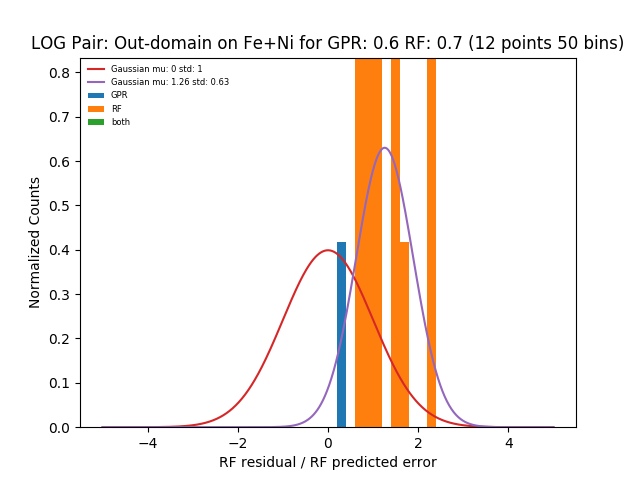 LOG Pair: Out-domain on Fe+Ni for GPR: 0.6 RF: 0.7 (12 points 50 bins)
Gaussian mu: 0 std: 1
Gaussian mu: 1.26 std: 0.63
GPR
RF
both
0.8
0.7
0.6
0.5
0.4
0.3
0.2
0.1
0.0
Normalized Counts
−4 −2 0 2 4
RF residual / RF predicted error